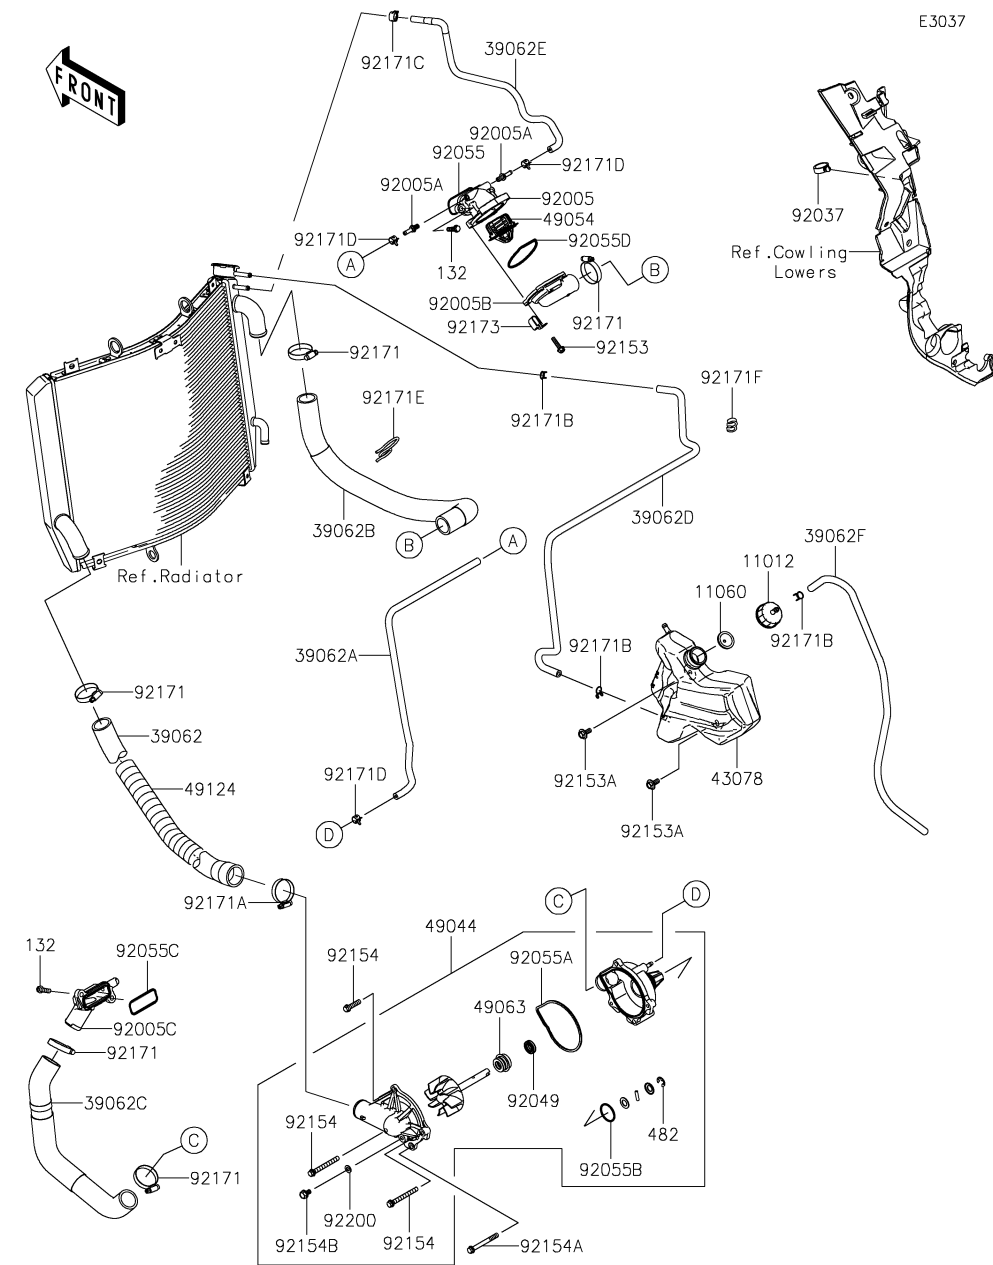 E3037
FRONT
92171C
39062E
92005A
92055
92171D
92005A
92005
49054
92171D
92055D
A
132
B
92037
Ref.Cowling
Lowers
92005B
92173
92171
92153
92171
92171E
92171B
92171F
39062B
39062D
B
A
39062F
11012
Ref.Radiator
11060
92171B
92171B
39062A
92171
39062
92171D
92153A
43078
49124
D
92153A
92171A
C
D
49044
132
92055C
92154
92055A
49063
92005C
92171
92049
39062C
92154
482
C
92055B
92171
92200
92154B
92154
92154A